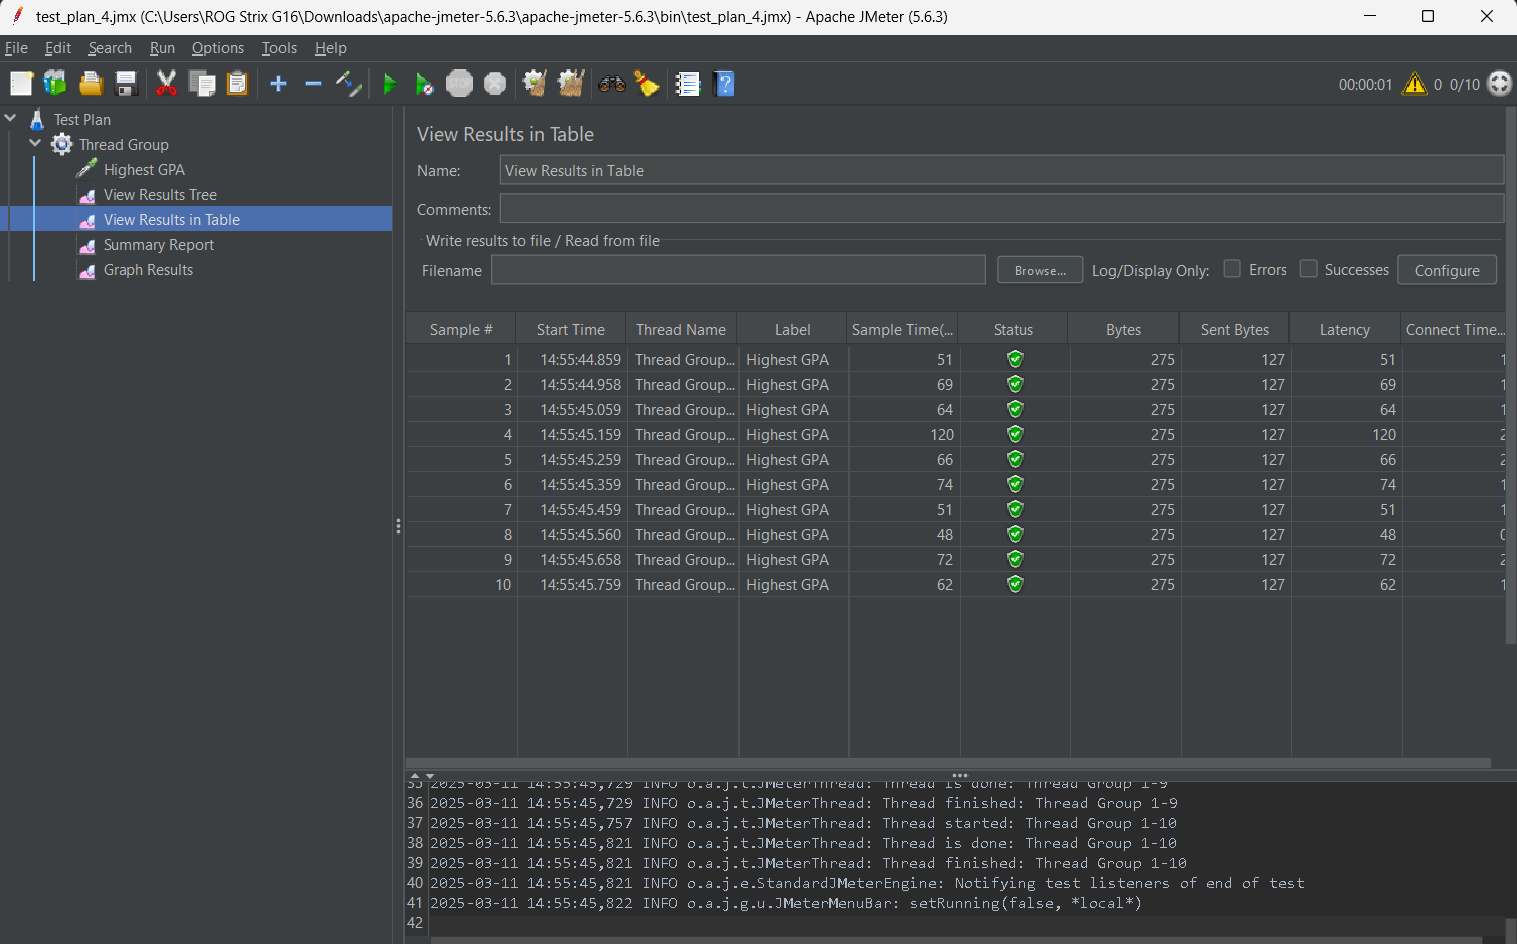 test_plan_4.jmx (C:\Users\ROG Strix G16\Downloads\apache-jmeter-5.6.3\apache-jmeter-5.6.3\bin\test_plan_4.jmx) - Apache JMeter (5.6.3)
File Edit Search Run Options Tools Help
STOP 00:00:01 0 0/10
Test Plan
Thread Group
Highest GPA
View Results Tree
View Results in Table
Summary Report
Graph Results
View Results in Table
Name: View Results in Table
Comments:
Write results to file / Read from file
Filename Browse... Log/Display Only: Errors Successes Configure
Sample # Start Time Thread Name Label Sample Time(... Status Bytes Sent Bytes Latency Connect Time...
1 14:55:44.859 Thread Group... Highest GPA 51 275 127 51 1
2 14:55:44.958 Thread Group... Highest GPA 69 275 127 69 1
3 14:55:45.059 Thread Group... Highest GPA 64 275 127 64 1
4 14:55:45.159 Thread Group... Highest GPA 120 275 127 120 2
5 14:55:45.259 Thread Group... Highest GPA 66 275 127 66 2
6 14:55:45.359 Thread Group... Highest GPA 74 275 127 74 1
7 14:55:45.459 Thread Group... Highest GPA 51 275 127 51 1
8 14:55:45.560 Thread Group... Highest GPA 48 275 127 48 0
9 14:55:45.658 Thread Group... Highest GPA 72 275 127 72 2
10 14:55:45.759 Thread Group... Highest GPA 62 275 127 62 1
35 2025-03-11 14:55:45,729 INFO o.a.j.t.JMeterThread: Thread is done: Thread Group 1-9
36 2025-03-11 14:55:45,729 INFO o.a.j.t.JMeterThread: Thread finished: Thread Group 1-9
37 2025-03-11 14:55:45,757 INFO o.a.j.t.JMeterThread: Thread started: Thread Group 1-10
38 2025-03-11 14:55:45,821 INFO o.a.j.t.JMeterThread: Thread is done: Thread Group 1-10
39 2025-03-11 14:55:45,821 INFO o.a.j.t.JMeterThread: Thread finished: Thread Group 1-10
40 2025-03-11 14:55:45,821 INFO o.a.j.e.StandardJMeterEngine: Notifying test listeners of end of test
41 2025-03-11 14:55:45,822 INFO o.a.j.g.u.JMeterMenuBar: setRunning(false, *local*)
42